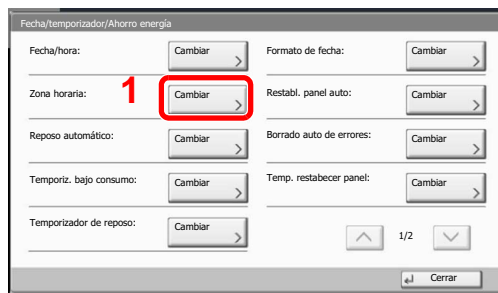 Fecha/temporizador/Ahorro energía
Fecha/hora: Cambiar Formato de fecha: Cambiar
Zona horaria: 1 Cambiar Restabl. panel auto: Cambiar
Reposo automático: Cambiar Borrado auto de errores: Cambiar
Temporiz. bajo consumo: Cambiar Temp. restabecer panel: Cambiar
Temporizador de reposo: Cambiar 1/2
Cerrar